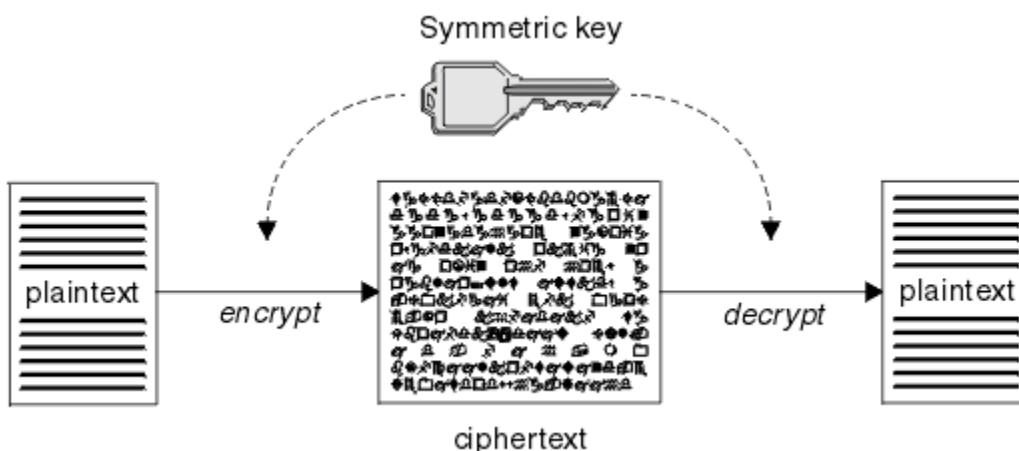 Symmetric key
plaintext
encrypt
decrypt
plaintext
ciphertext